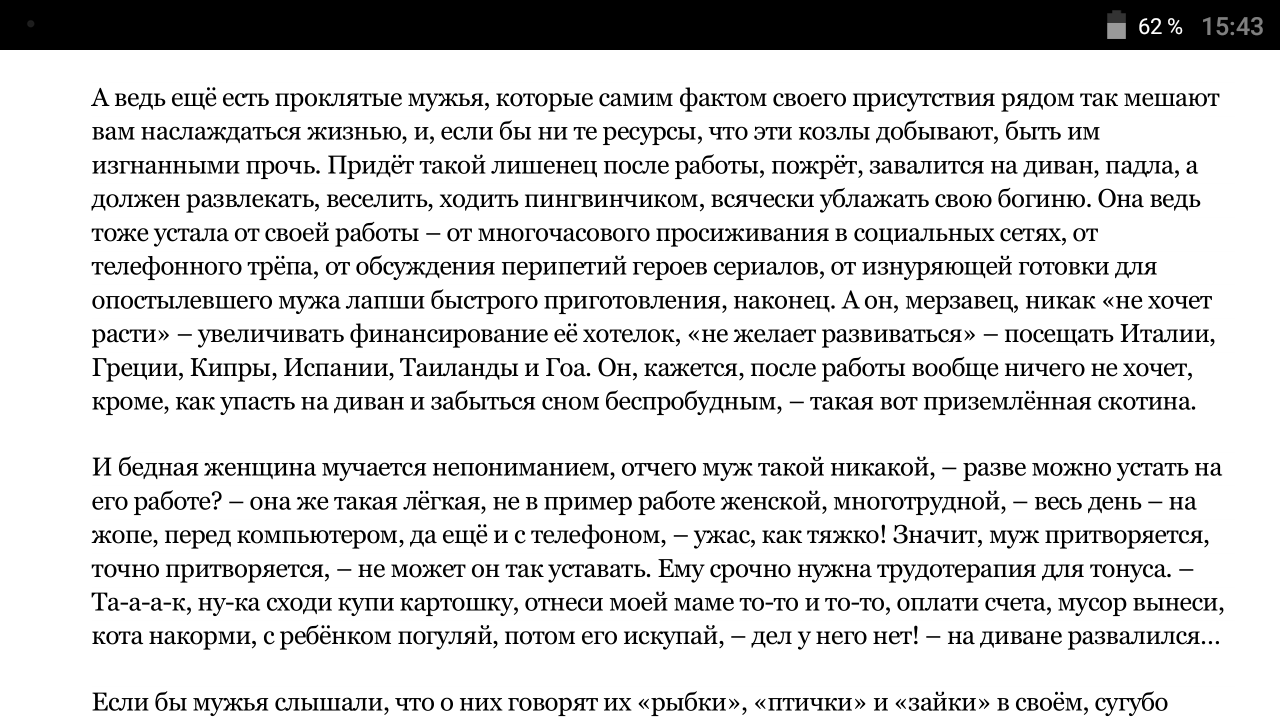 62 % 15:43
А ведь ещё есть проклятые мужья, которые самим фактом своего присутствия рядом так мешают
вам наслаждаться жизнью, и, если бы ни те ресурсы, что эти козлы добывают, быть им
изгнанными прочь. Придёт такой лишенец после работы, пожрёт, завалится на диван, падла, а
должен развлекать, веселить, ходить пингвинчиком, всячески ублажать свою богиню. Она ведь
тоже устала от своей работы – от многочасового просиживания в социальных сетях, от
телефонного трёпа, от обсуждения перипетий героев сериалов, от изнуряющей готовки для
опостылевшего мужа лапши быстрого приготовления, наконец. А он, мерзавец, никак «не хочет
расти» – увеличивать финансирование её хотелок, «не желает развиваться» – посещать Италии,
Греции, Кипры, Испании, Таиланды и Гоа. Он, кажется, после работы вообще ничего не хочет,
кроме, как упасть на диван и забыться сном беспробудным, – такая вот приземлённая скотина.
И бедная женщина мучается непониманием, отчего муж такой никакой, – разве можно устать на
его работе? – она же такая лёгкая, не в пример работе женской, многотрудной, – весь день – на
жопе, перед компьютером, да ещё и с телефоном, – ужас, как тяжко! Значит, муж притворяется,
точно притворяется, – не может он так уставать. Ему срочно нужна трудотерапия для тонуса. –
Та-а-а-к, ну-ка сходи купи картошку, отнеси моей маме то-то и то-то, оплати счета, мусор вынеси,
кота накорми, с ребёнком погуляй, потом его искупай, – дел у него нет! – на диване развалился...
Если бы мужья слышали, что о них говорят их «рыбки», «птички» и «зайки» в своём, сугубо